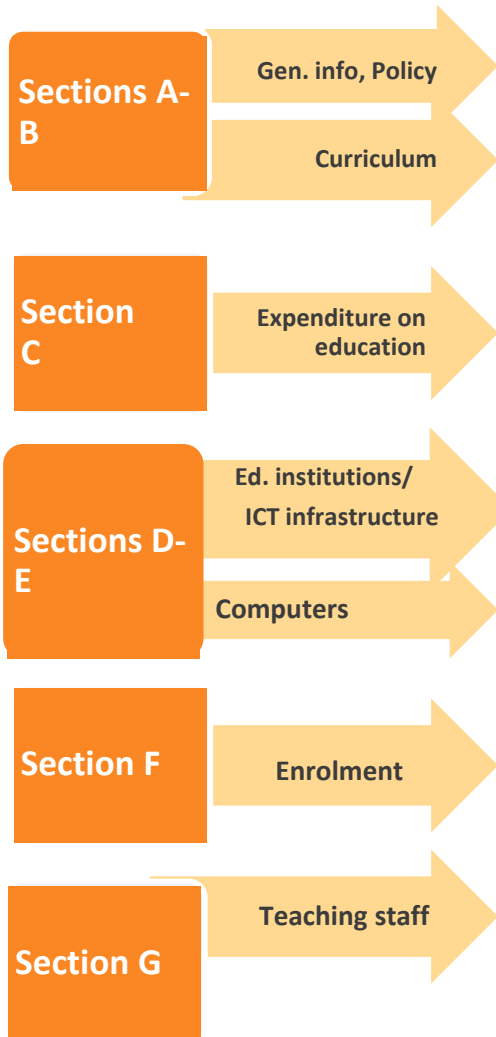 Sections A-
B
Gen. info, Policy
Curriculum
Section
C
Expenditure on
education
Sections D-
E
Ed. institutions/
ICT infrastructure
Computers
Section F
Enrolment
Section G
Teaching staff